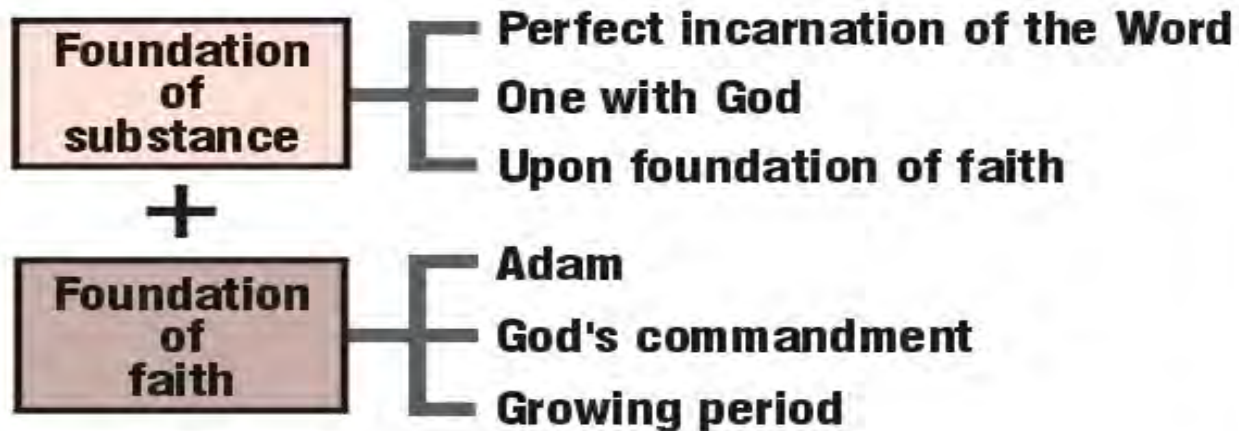 Foundation
of
substance
Perfect incarnation of the Word
One with God
Upon foundation of faith
+
Foundation
of
faith
Adam
God's commandment
Growing period